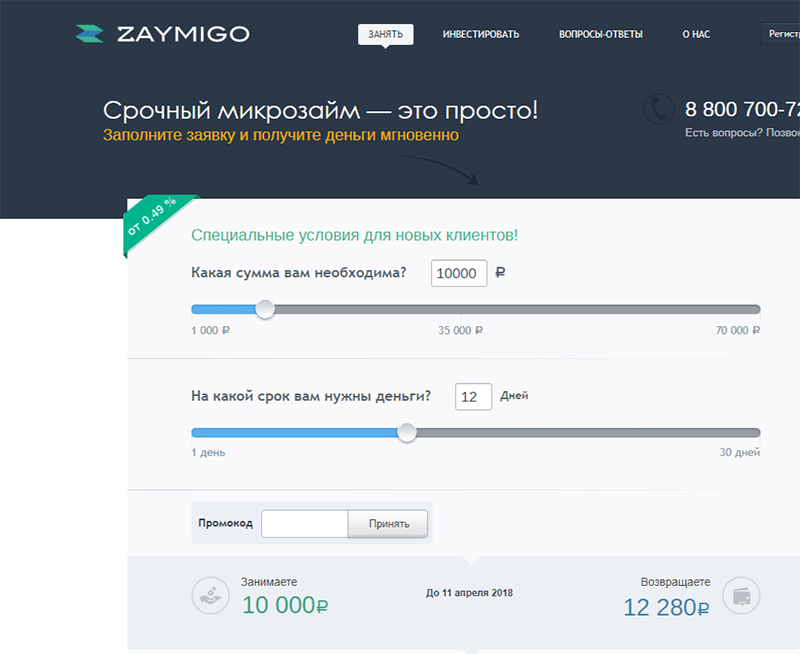 ZAYMIGO
ЗАНЯТЬ ИНВЕСТИРОВАТЬ ВОПРОСЫ-ОТВЕТЫ О НАС
Срочный микрозайм — это просто!
8 800 700-7
Заполните заявку и получите деньги мгновенно
Есть вопросы?
от 0.49 %
Специальные условия для новых клиентов!
Какая сумма вам необходима? 10000 ₽
1 000 ₽ 35 000 ₽ 70 000 ₽
На какой срок вам нужны деньги? 12 Дней
1 день 30 дней
Промокод Принять
Занимаете До 11 апреля 2018 Возвращаете
10 000₽ 12 280₽